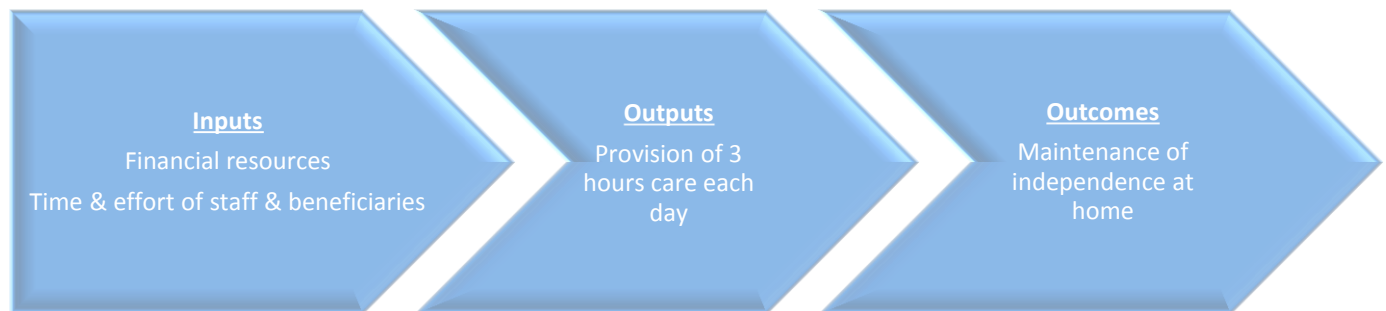 Inputs
Financial resources
Time & effort of staff & beneficiaries
Outputs
Provision of 3
hours care each
day
Outcomes
Maintenance of
independence at
home